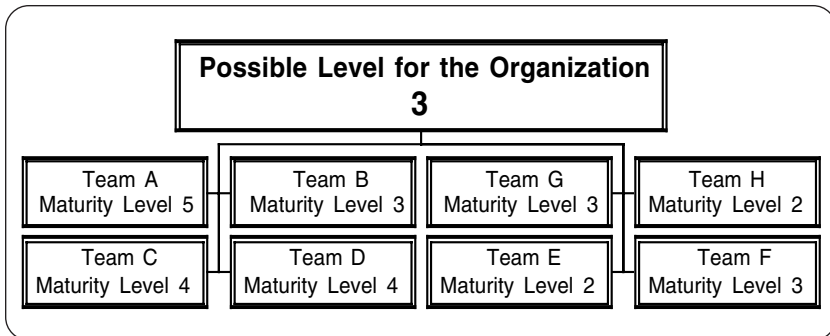 Possible Level for the Organization
3
Team A
Maturity Level 5
Team B
Maturity Level 3
Team G
Maturity Level 3
Team H
Maturity Level 2
Team C
Maturity Level 4
Team D
Maturity Level 4
Team E
Maturity Level 2
Team F
Maturity Level 3